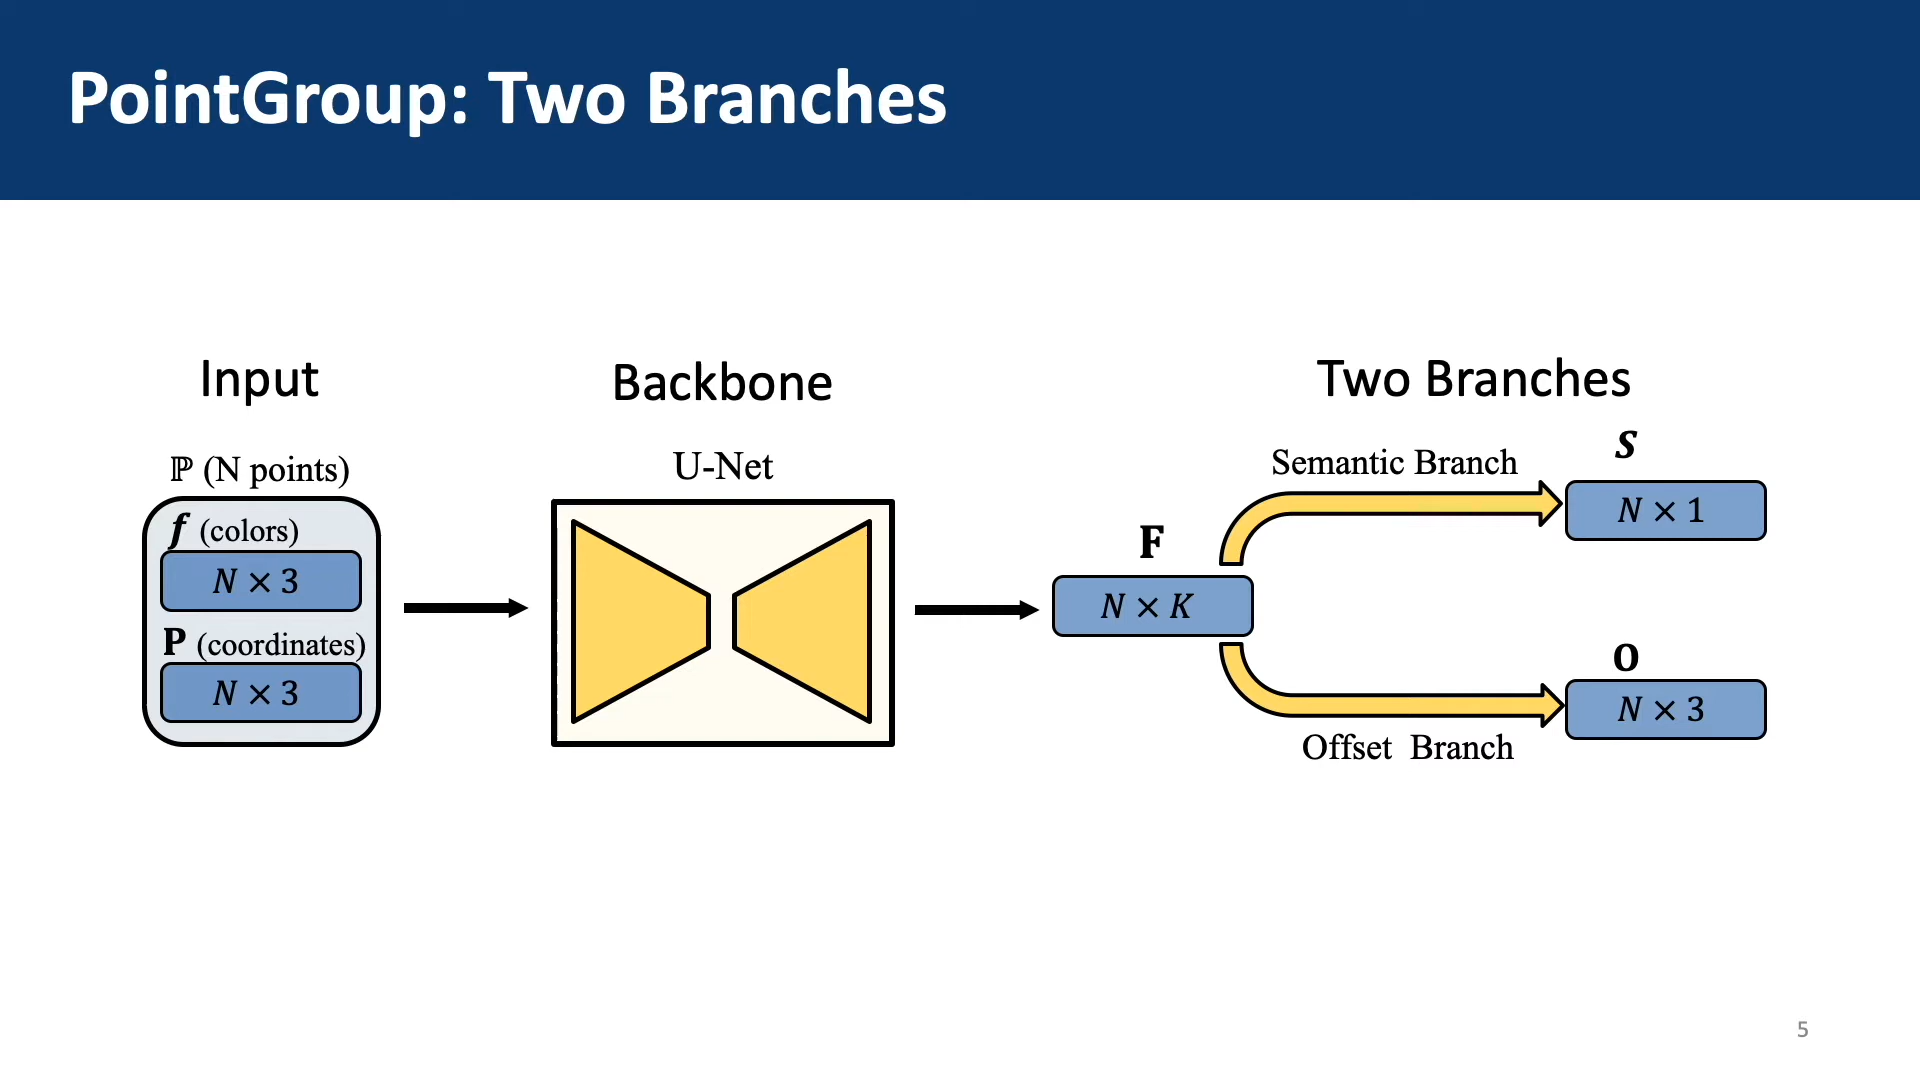 PointGroup: Two Branches
Input
ℙ (N points)
f (colors)
N × 3
P (coordinates)
N × 3
Backbone
U-Net
F
N × K
Two Branches
Semantic Branch
S
N × 1
O
N × 3
Offset Branch
5